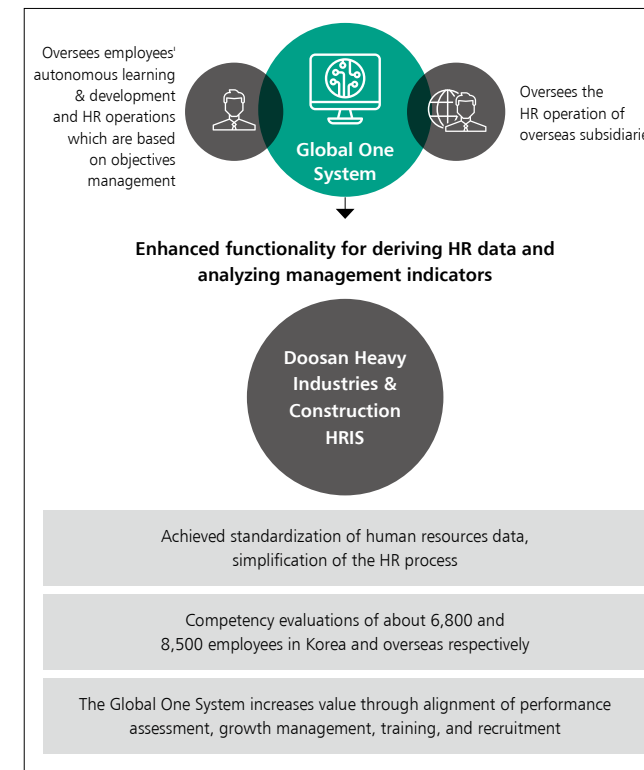 Oversees employees'
autonomous learning
& development
and HR operations
which are based
on objectives
management
Global One
System
Oversees the
HR operation of
overseas subsidiarie
Enhanced functionality for deriving HR data and
analyzing management indicators
Doosan Heavy
Industries &
Construction
HRIS
Achieved standardization of human resources data,
simplification of the HR process
Competency evaluations of about 6,800 and
8,500 employees in Korea and overseas respectively
The Global One System increases value through alignment of performance
assessment, growth management, training, and recruitment